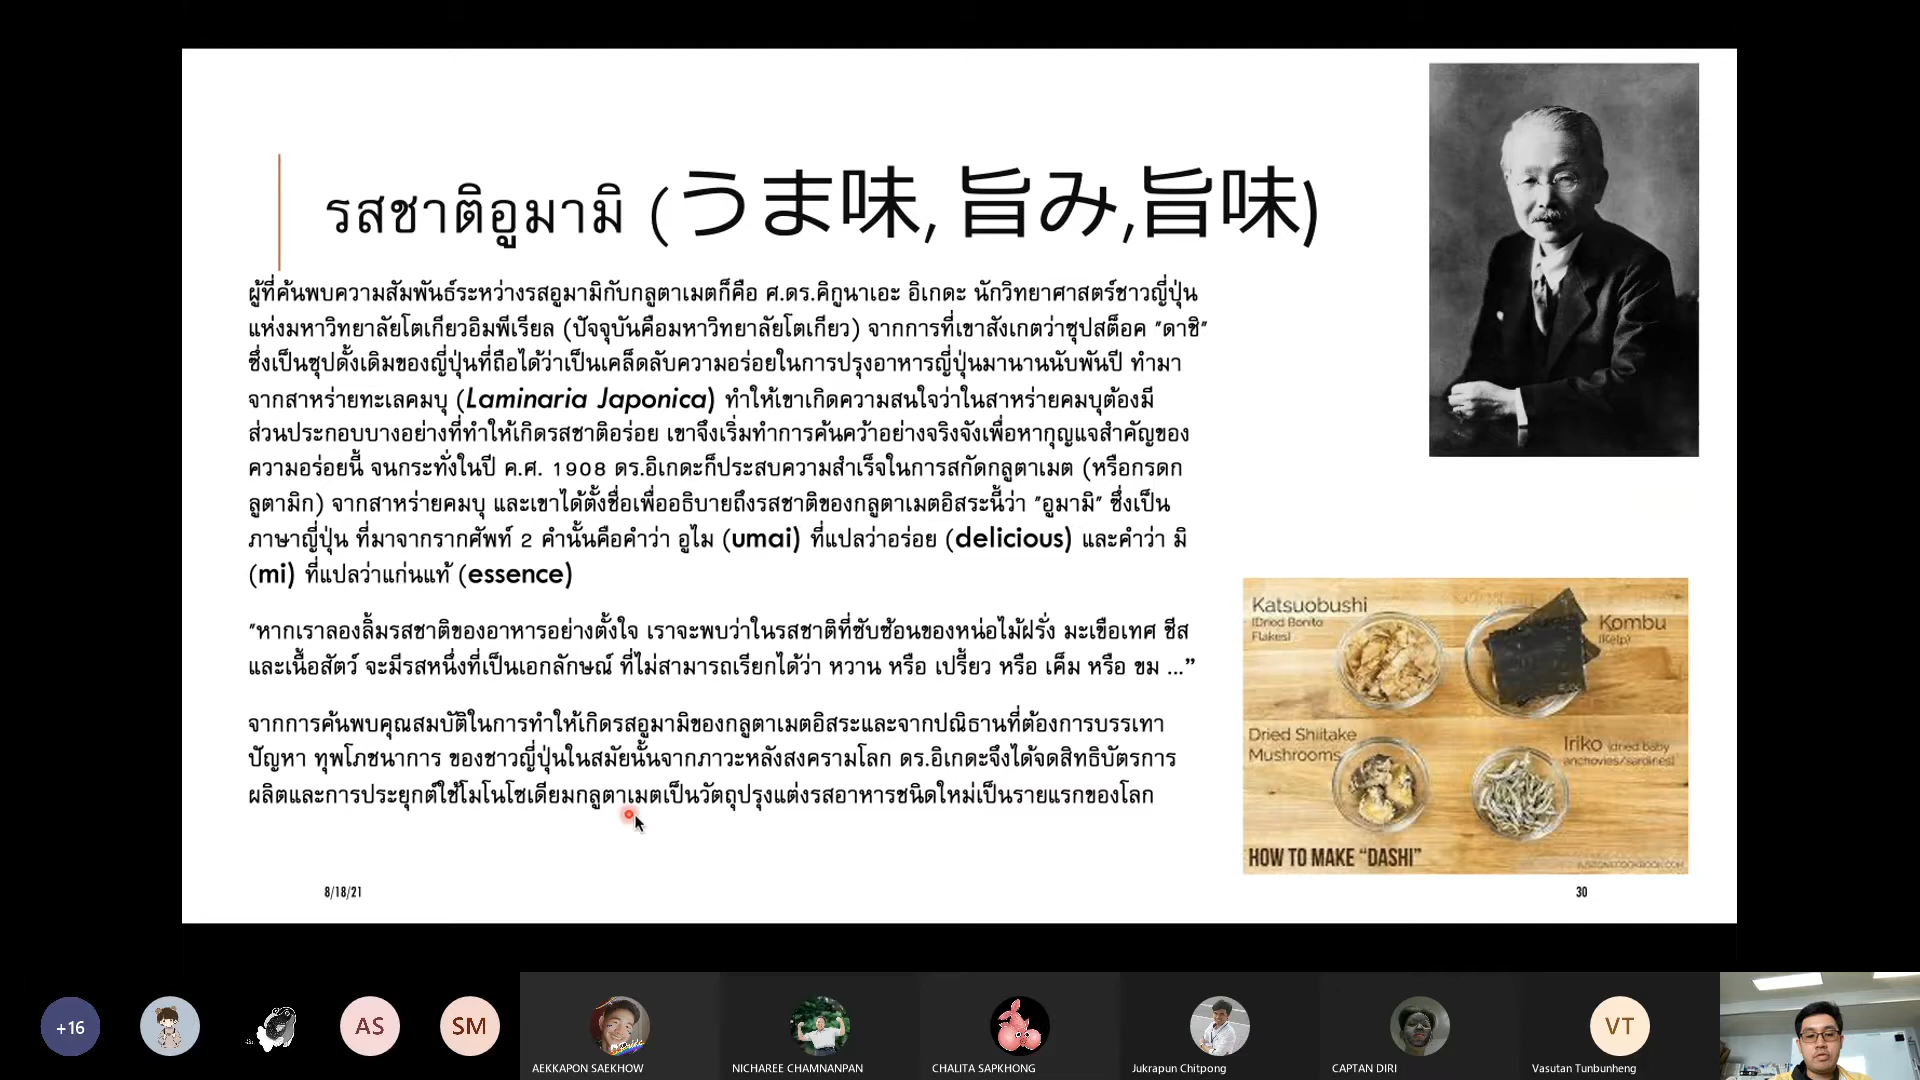 รสชาติอูมามิ (うま味, 旨み,旨味)
ผู้ที่ค้นพบความสัมพันธ์ระหว่างรสอูมามิกับกลูตาเมตก็คือ ศ.ดร.คิกูนาเอะ อิเกดะ นักวิทยาศาสตร์ชาวญี่ปุ่น
แห่งมหาวิทยาลัยโตเกียวอิมพีเรียล (ปัจจุบันคือมหาวิทยาลัยโตเกียว) จากการที่เขาสังเกตว่าซุปสต็อค "ดาชิ"
ซึ่งเป็นซุปดั้งเดิมของญี่ปุ่นที่ถือได้ว่าเป็นเคล็ดลับความอร่อยในการปรุงอาหารญี่ปุ่นมานานนับพันปี ทำมา
จากสาหร่ายทะเลคมบุ (Laminaria Japonica) ทำให้เขาเกิดความสนใจว่าในสาหร่ายคมบุต้องมี
ส่วนประกอบบางอย่างที่ทำให้เกิดรสชาติอร่อย เขาจึงเริ่มทำการค้นคว้าอย่างจริงจังเพื่อหากุญแจสำคัญของ
ความอร่อยนี้ จนกระทั่งในปี ค.ศ. 1908 ดร.อิเกดะก็ประสบความสำเร็จในการสกัดกลูตาเมต (หรือกรดก
ลูตามิก) จากสาหร่ายคมบุ และเขาได้ตั้งชื่อเพื่ออธิบายถึงรสชาติของกลูตาเมตอิสระนี้ว่า "อูมามิ" ซึ่งเป็น
ภาษาญี่ปุ่น ที่มาจากรากศัพท์ 2 คำนั้นคือคำว่า อูไม (umai) ที่แปลว่าอร่อย (delicious) และคำว่า มิ
(mi) ที่แปลว่าแก่นแท้ (essence)
"หากเราลองลิ้มรสชาติของอาหารอย่างตั้งใจ เราจะพบว่าในรสชาติที่ซับซ้อนของหน่อไม้ฝรั่ง มะเขือเทศ ชีส
และเนื้อสัตว์ จะมีรสหนึ่งที่เป็นเอกลักษณ์ ที่ไม่สามารถเรียกได้ว่า หวาน หรือ เปรี้ยว หรือ เค็ม หรือ ขม ..."
จากการค้นพบคุณสมบัติในการทำให้เกิดรสอูมามิของกลูตาเมตอิสระและจากปณิธานที่ต้องการบรรเทา
ปัญหา ทุพโภชนาการ ของชาวญี่ปุ่นในสมัยนั้นจากภาวะหลังสงครามโลก ดร.อิเกดะจึงได้จดสิทธิบัตรการ
ผลิตและการประยุกต์ใช้โมโนโซเดียมกลูตาเมตเป็นวัตถุปรุงแต่งรสอาหารชนิดใหม่เป็นรายแรกของโลก
Katsuobushi
(Dried Bonito
Flakes)
Kombu
(Kelp)
Dried Shiitake
Mushrooms
Iriko (dried baby
anchovies/sardines)
HOW TO MAKE "DASHI"
JUSTONECOOKBOOK.COM
8/18/21
30
+16
AS
SM
VT
AEKKAPON SAEKHOW
NICHAREE CHAMNANPAN
CHALITA SAPKHONG
Jukrapun Chitpong
CAPTAN DIRI
Vasutan Tunbunheng